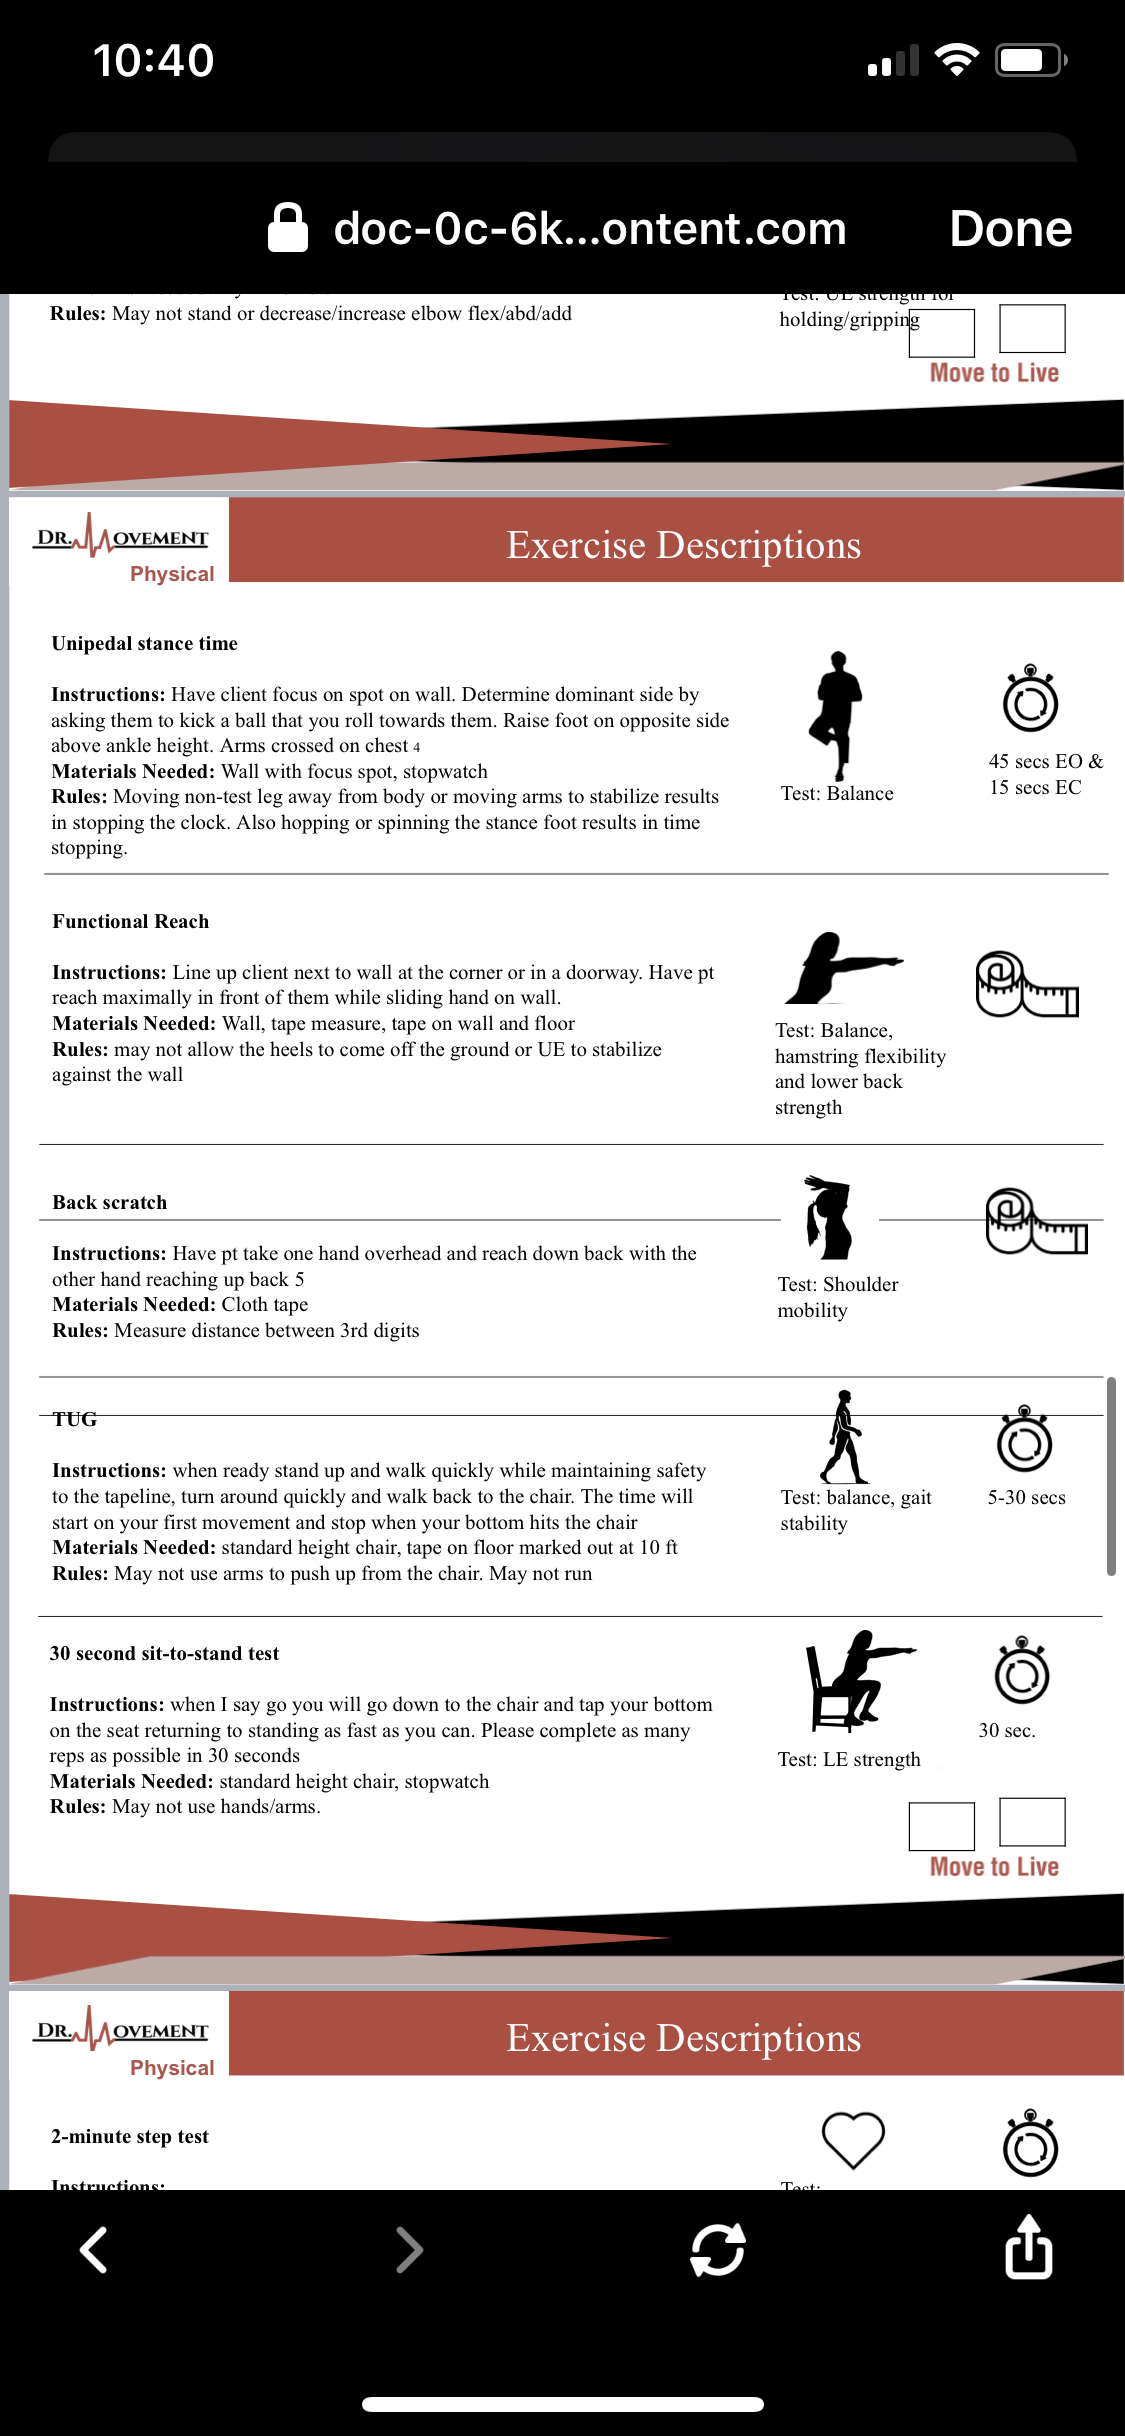 10:40
doc-0c-6k...ontent.com
Done
Rules: May not stand or decrease/increase elbow flex/abd/add
Test: UE strength for
holding/gripping
Move to Live
DR. MOVEMENT
Physical
Exercise Descriptions
Unipedal stance time
Instructions: Have client focus on spot on wall. Determine dominant side by
asking them to kick a ball that you roll towards them. Raise foot on opposite side
above ankle height. Arms crossed on chest 4
Materials Needed: Wall with focus spot, stopwatch
Rules: Moving non-test leg away from body or moving arms to stabilize results
in stopping the clock. Also hopping or spinning the stance foot results in time
stopping.
Test: Balance
45 secs EO &
15 secs EC
Functional Reach
Instructions: Line up client next to wall at the corner or in a doorway. Have pt
reach maximally in front of them while sliding hand on wall.
Materials Needed: Wall, tape measure, tape on wall and floor
Rules: may not allow the heels to come off the ground or UE to stabilize
against the wall
Test: Balance,
hamstring flexibility
and lower back
strength
Back scratch
Instructions: Have pt take one hand overhead and reach down back with the
other hand reaching up back 5
Materials Needed: Cloth tape
Rules: Measure distance between 3rd digits
Test: Shoulder
mobility
TUG
Instructions: when ready stand up and walk quickly while maintaining safety
to the tapeline, turn around quickly and walk back to the chair. The time will
start on your first movement and stop when your bottom hits the chair
Materials Needed: standard height chair, tape on floor marked out at 10 ft
Rules: May not use arms to push up from the chair. May not run
Test: balance, gait
stability
5-30 secs
30 second sit-to-stand test
Instructions: when I say go you will go down to the chair and tap your bottom
on the seat returning to standing as fast as you can. Please complete as many
reps as possible in 30 seconds
Materials Needed: standard height chair, stopwatch
Rules: May not use hands/arms.
Test: LE strength
30 sec.
Move to Live
DR. MOVEMENT
Physical
Exercise Descriptions
2-minute step test
Instructions:
Test: